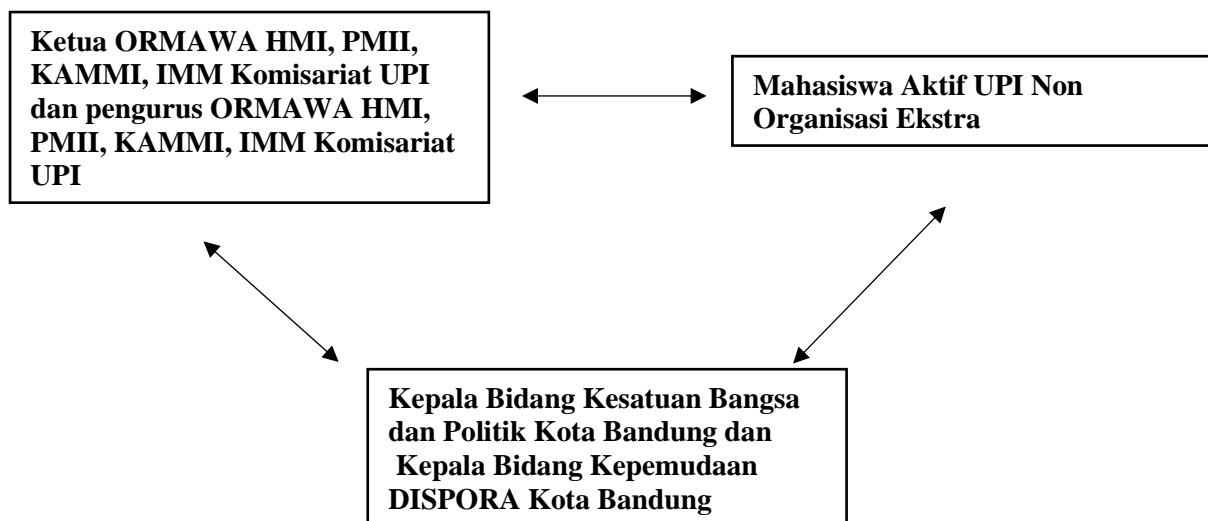 Ketua ORMAWA HMI, PMII,
KAMMI, IMM Komisariat UPI
dan pengurus ORMAWA HMI,
PMII, KAMMI, IMM Komisariat
UPI
Mahasiswa Aktif UPI Non
Organisasi Ekstra
Kepala Bidang Kesatuan Bangsa
dan Politik Kota Bandung dan
Kepala Bidang Kepemudaan
DISPORA Kota Bandung